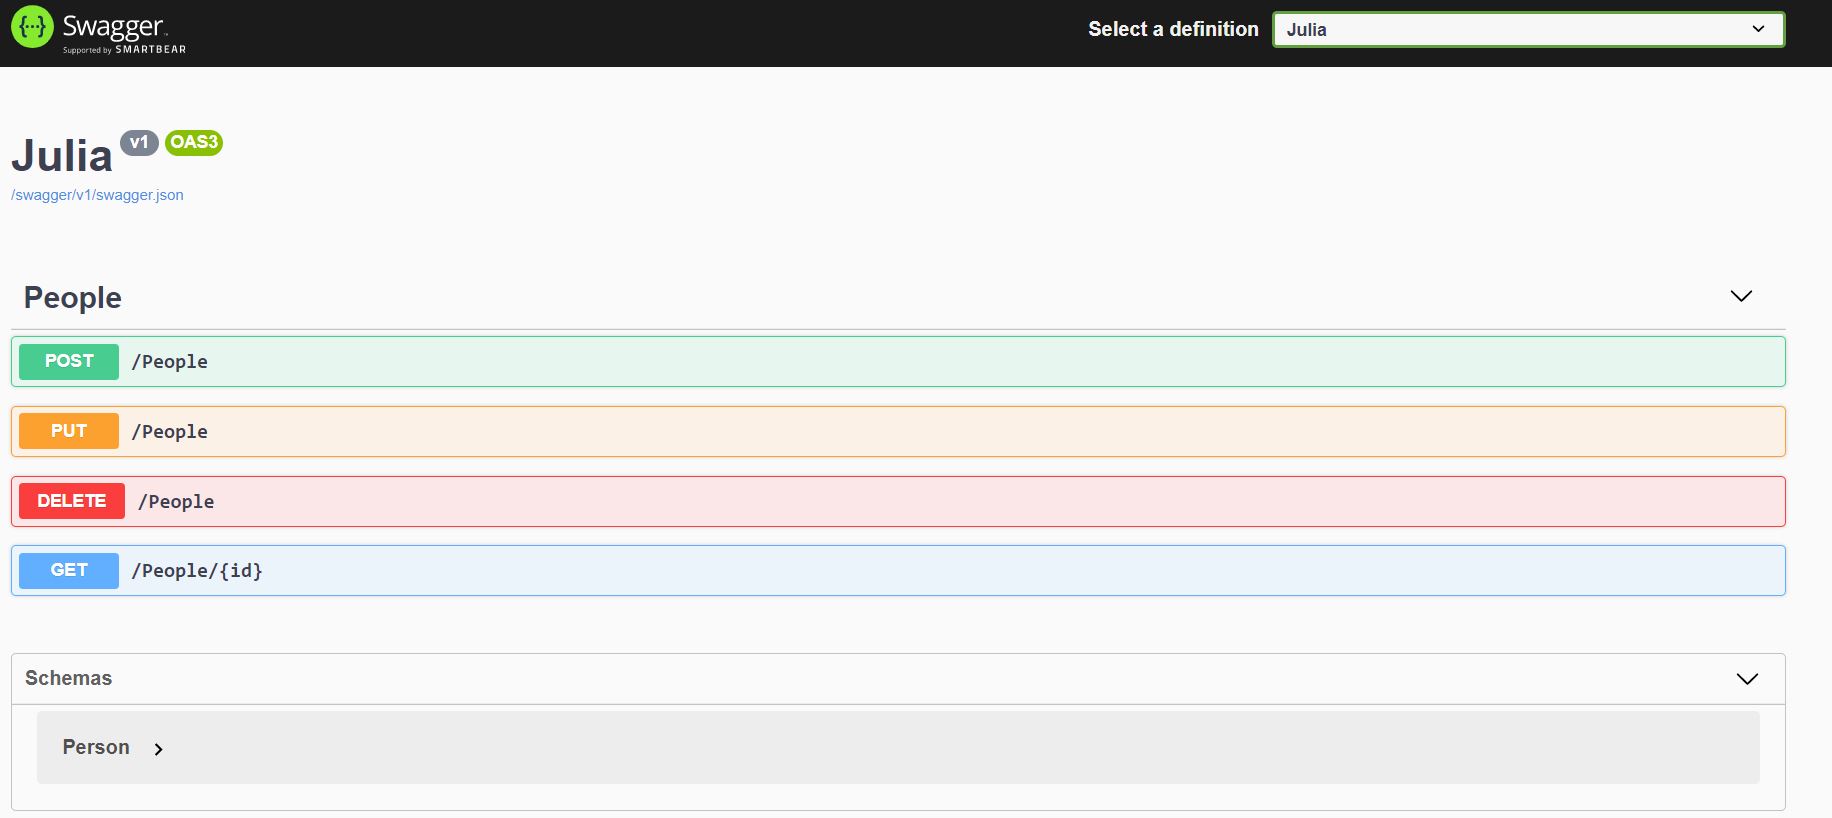 Swagger
Supported by SMARTBEAR
Select a definition
Julia
Julia v1 OAS3
/swagger/v1/swagger.json
People
POST /People
PUT /People
DELETE /People
GET /People/{id}
Schemas
Person